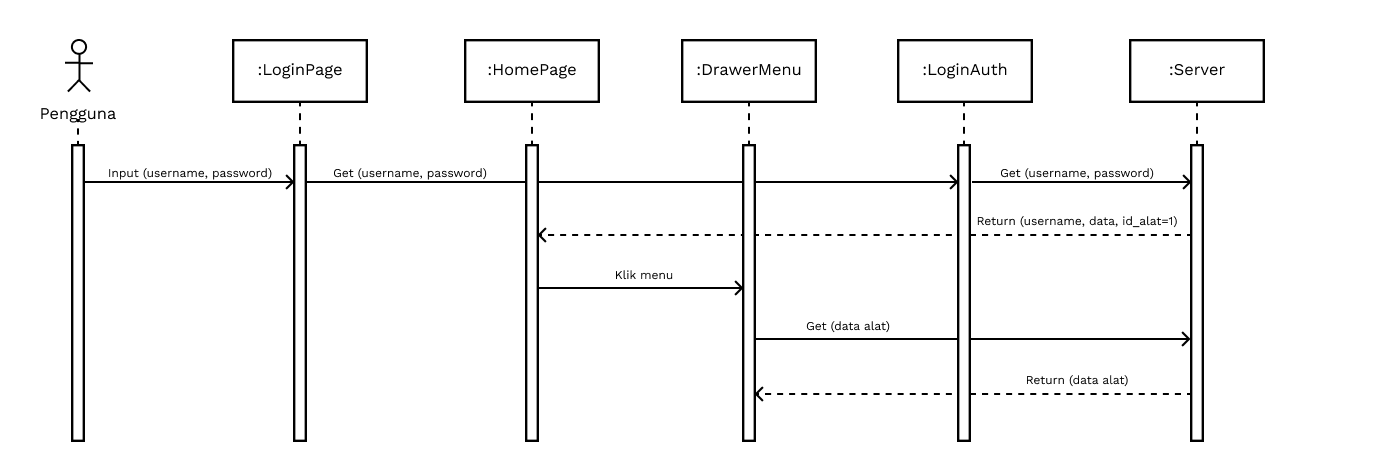 :LoginPage
:HomePage
:DrawerMenu
:LoginAuth
:Server
Pengguna
Input (username, password)
Get (username, password)
Get (username, password)
Return (username, data, id_alat=1)
Klik menu
Get (data alat)
Return (data alat)